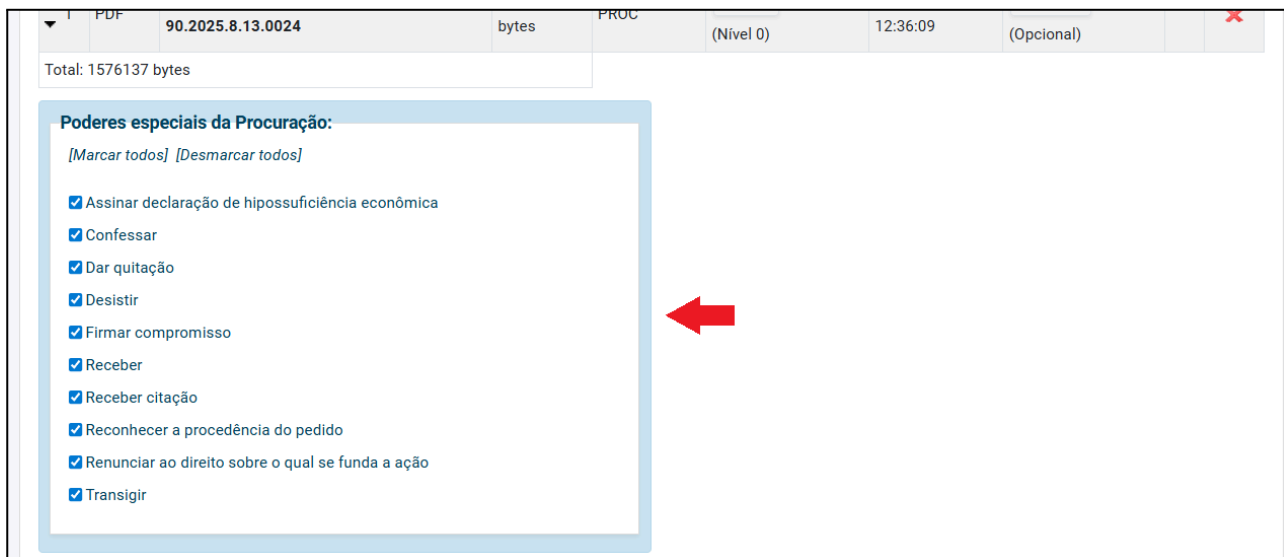 1 PDF 90.2025.8.13.0024 bytes PROC (Nível 0) 12:36:09 (Opcional)
Total: 1576137 bytes
Poderes especiais da Procuração:
[Marcar todos] [Desmarcar todos]
Assinar declaração de hipossuficiência econômica
Confessar
Dar quitação
Desistir
Firmar compromisso
Receber
Receber citação
Reconhecer a procedência do pedido
Renunciar ao direito sobre o qual se funda a ação
Transigir